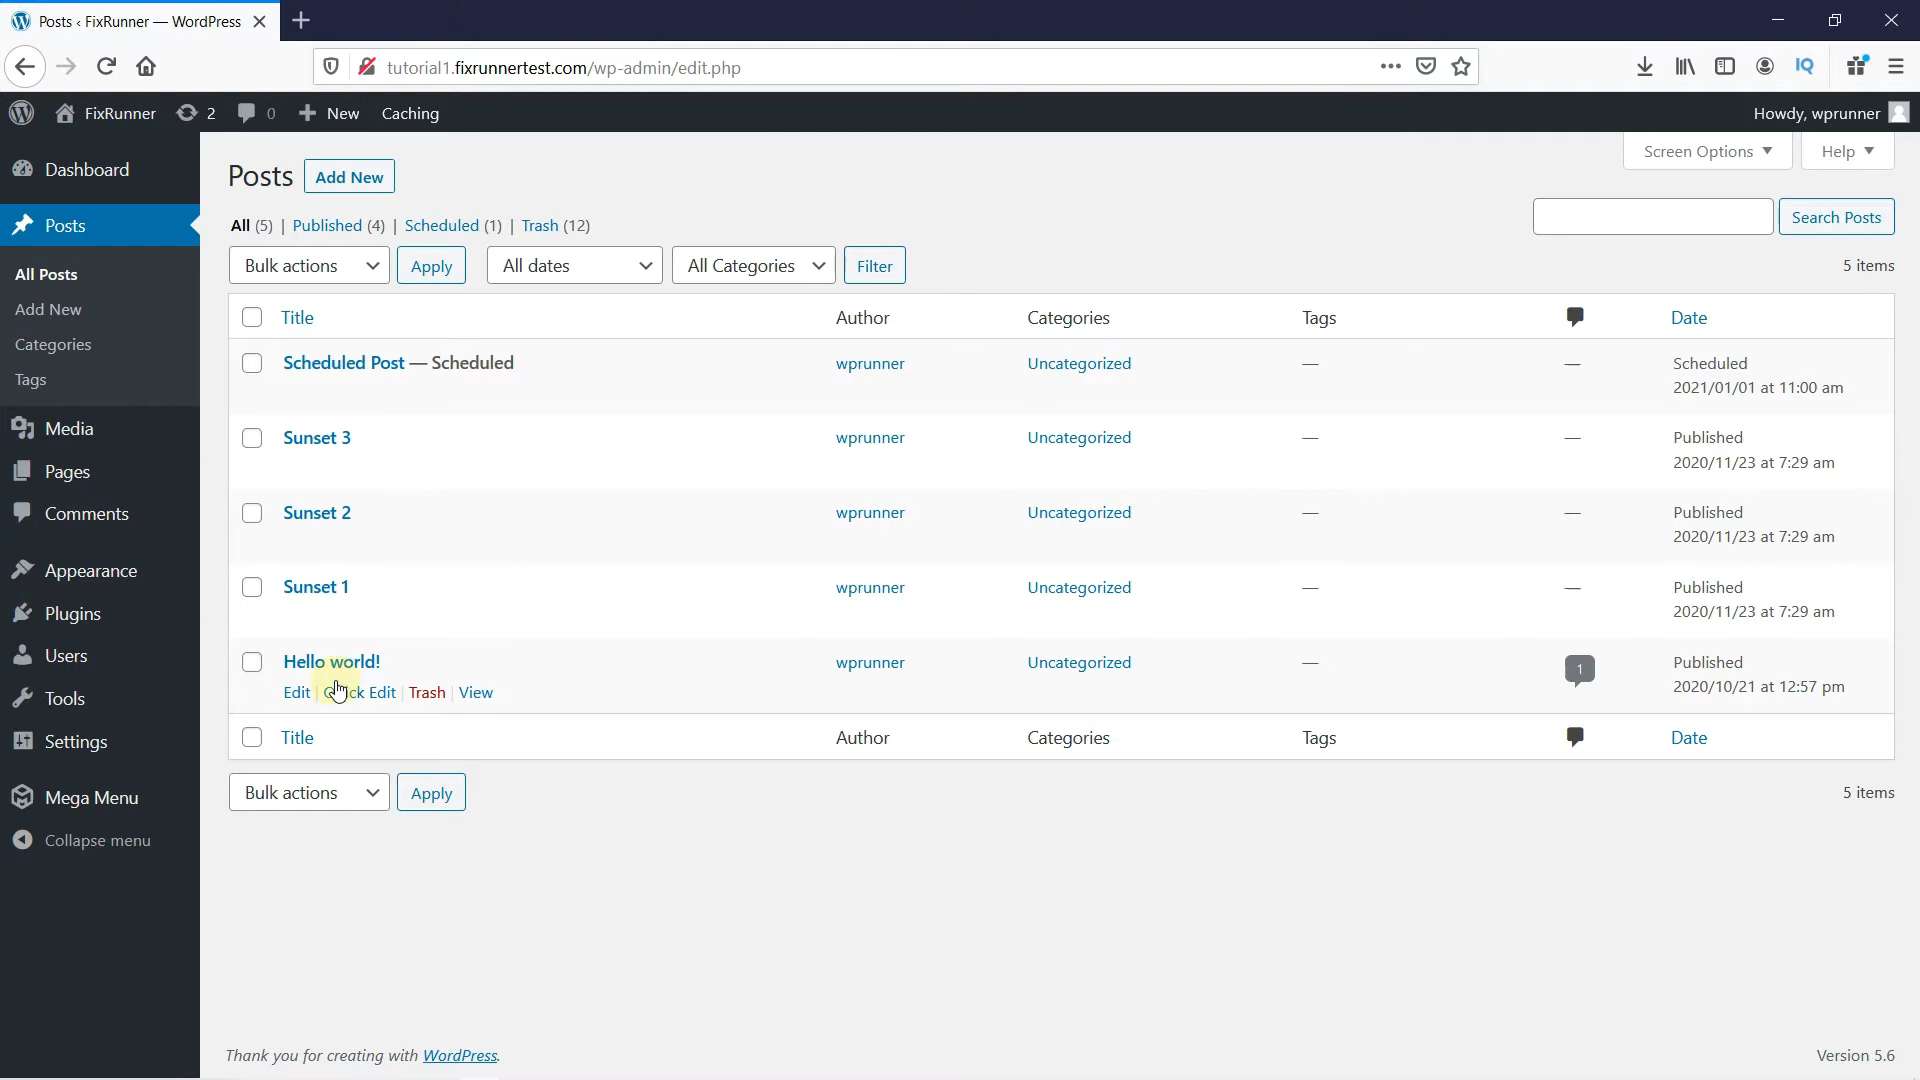 Posts ‹ FixRunner — WordPress
tutorial1.fixrunnertest.com/wp-admin/edit.php
IQ
FixRunner 2 0 New Caching Howdy, wprunner
Dashboard
Posts
All Posts
Add New
Categories
Tags
Media
Pages
Comments
Appearance
Plugins
Users
Tools
Settings
Mega Menu
Collapse menu
Screen Options Help
Posts Add New
All (5) | Published (4) | Scheduled (1) | Trash (12)
Search Posts
Bulk actions Apply All dates All Categories Filter 5 items
Title Author Categories Tags Date
Scheduled Post — Scheduled wprunner Uncategorized — — Scheduled
2021/01/01 at 11:00 am
Sunset 3 wprunner Uncategorized — — Published
2020/11/23 at 7:29 am
Sunset 2 wprunner Uncategorized — — Published
2020/11/23 at 7:29 am
Sunset 1 wprunner Uncategorized — — Published
2020/11/23 at 7:29 am
Hello world! wprunner Uncategorized — 1 Published
Edit | Quick Edit | Trash | View 2020/10/21 at 12:57 pm
Title Author Categories Tags Date
Bulk actions Apply 5 items
Thank you for creating with WordPress. Version 5.6